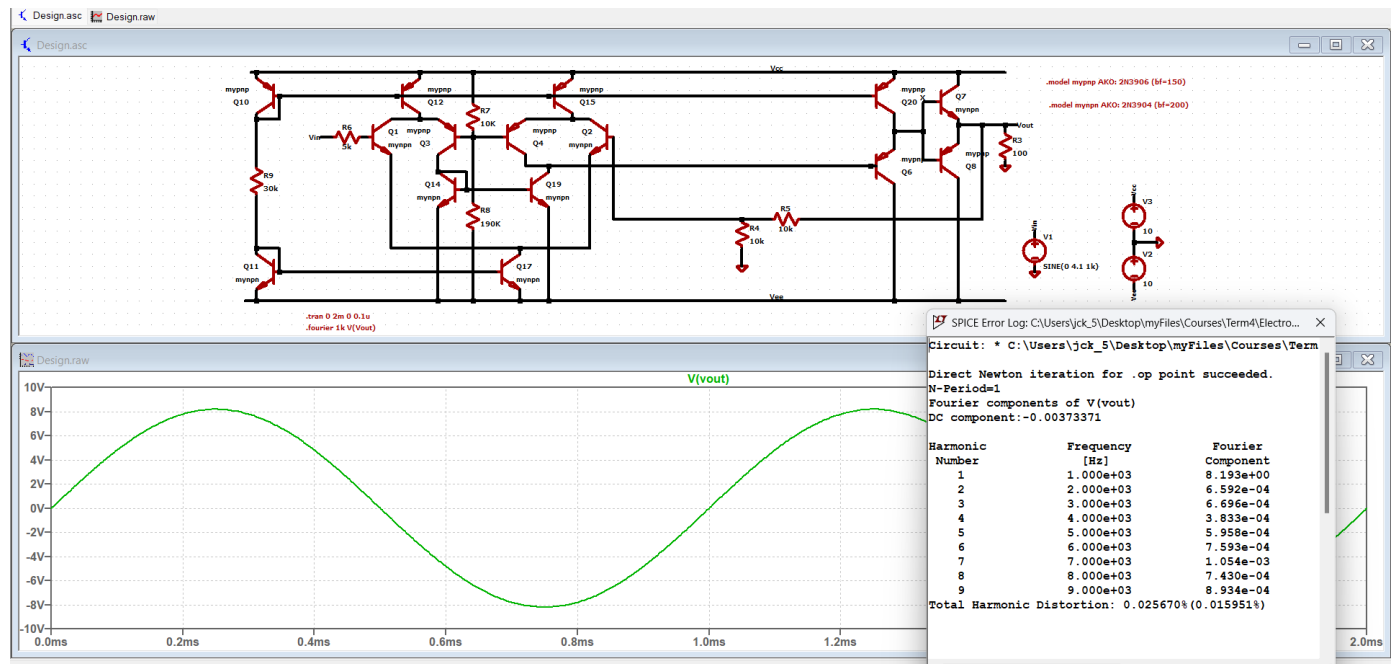 Design.asc Design.raw
Design.asc
Vcc
mypnp
Q10
mypnp
Q12
mypnp
Q15
mypnp
Q20
X
Q7
mynpn
.model mypnp AKO: 2N3906 (bf=150)
.model mynpn AKO: 2N3904 (bf=200)
R7
10K
Vin
R6
5k
Q1
mynpn
mypnp
Q3
mypnp
Q4
Q2
mynpn
Vout
R3
100
mypnp
Q6
mypnp
Q8
R9
30k
Q14
mynpn
Q19
mynpn
R8
190K
R5
10k
R4
10k
Vcc
V3
10
Vin
V1
SINE(0 4.1 1k)
V2
10
Vee
Q11
mynpn
Q17
mynpn
Vee
.tran 0 2m 0 0.1u
.fourier 1k V(Vout)
SPICE Error Log: C:\Users\jck_5\Desktop\myFiles\Courses\Term4\Electro...
Circuit: * C:\Users\jck_5\Desktop\myFiles\Courses\Term
Direct Newton iteration for .op point succeeded.
N-Period=1
Fourier components of V(vout)
DC component:-0.00373371
Harmonic Frequency Fourier
Number [Hz] Component
1 1.000e+03 8.193e+00
2 2.000e+03 6.592e-04
3 3.000e+03 6.696e-04
4 4.000e+03 3.833e-04
5 5.000e+03 5.958e-04
6 6.000e+03 7.593e-04
7 7.000e+03 1.054e-03
8 8.000e+03 7.430e-04
9 9.000e+03 8.934e-04
Total Harmonic Distortion: 0.025670%(0.015951%)
Design.raw
V(vout)
10V
8V
6V
4V
2V
0V
-2V
-4V
-6V
-8V
-10V
0.0ms 0.2ms 0.4ms 0.6ms 0.8ms 1.0ms 1.2ms 2.0ms